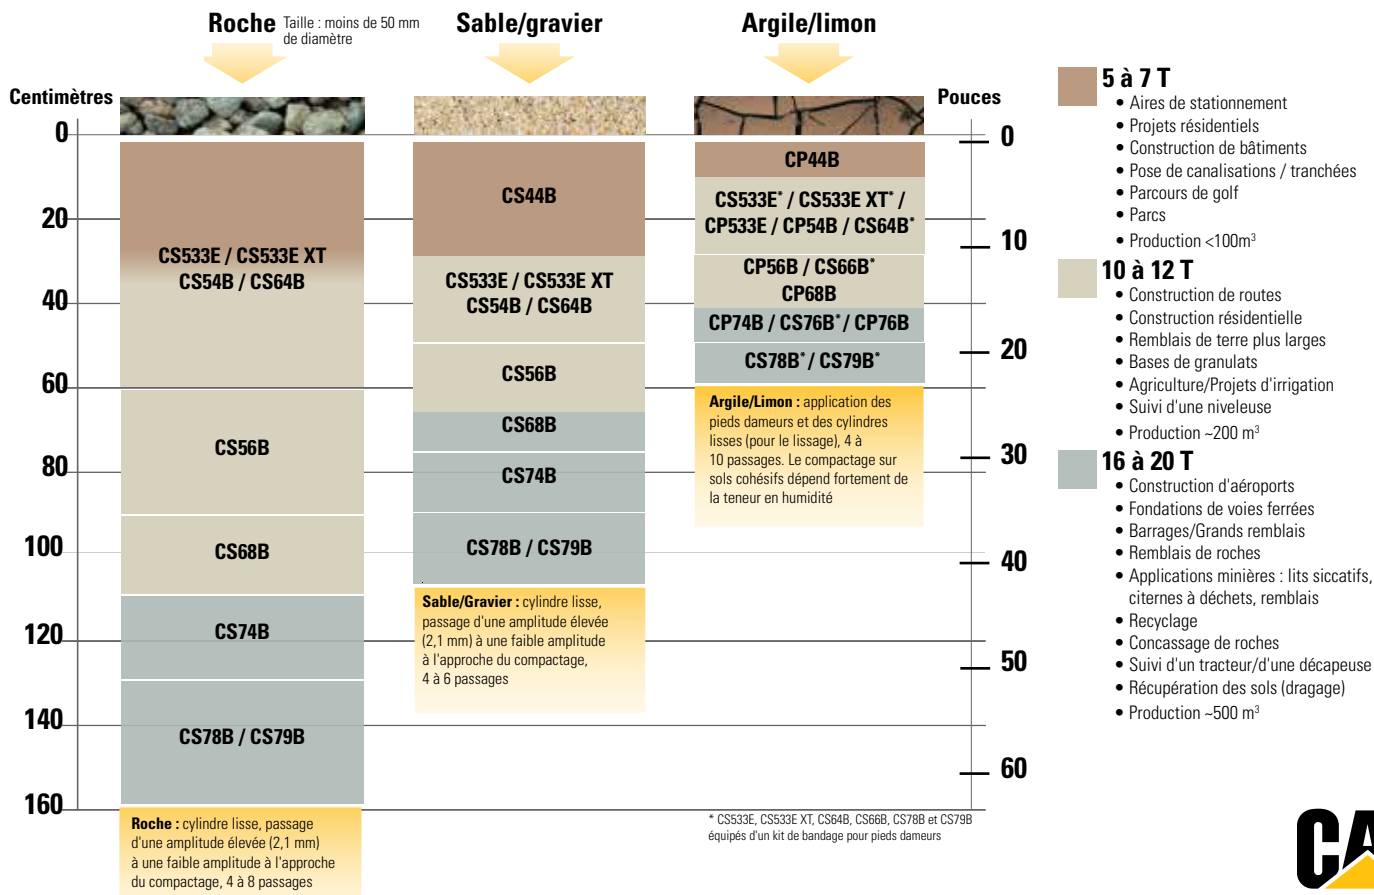 Roche Taille : moins de 50 mm
de diamètre
Sable/gravier
Argile/limon
Centimètres
Pouces
0
20
40
60
80
100
120
140
160
0
10
20
30
40
50
60
CS533E / CS533E XT
CS54B / CS64B
CS56B
CS68B
CS74B
CS78B / CS79B
Roche : cylindre lisse, passage
d'une amplitude élevée (2,1 mm)
à une faible amplitude à l'approche
du compactage, 4 à 8 passages
CS44B
CS533E / CS533E XT
CS54B / CS64B
CS56B
CS68B
CS74B
CS78B / CS79B
Sable/Gravier : cylindre lisse,
passage d'une amplitude élevée
(2,1 mm) à une faible amplitude
à l'approche du compactage,
4 à 6 passages
CP44B
CS533E* / CS533E XT* /
CP533E / CP54B / CS64B*
CP56B / CS66B*
CP68B
CP74B / CS76B* / CP76B
CS78B* / CS79B*
Argile/Limon : application des
pieds dameurs et des cylindres
lisses (pour le lissage), 4 à
10 passages. Le compactage sur
sols cohésifs dépend fortement de
la teneur en humidité
* CS533E, CS533E XT, CS64B, CS66B, CS78B et CS79B
équipés d'un kit de bandage pour pieds dameurs
5 à 7 T
• Aires de stationnement
• Projets résidentiels
• Construction de bâtiments
• Pose de canalisations / tranchées
• Parcours de golf
• Parcs
• Production <100m³
10 à 12 T
• Construction de routes
• Construction résidentielle
• Remblais de terre plus larges
• Bases de granulats
• Agriculture/Projets d'irrigation
• Suivi d'une niveleuse
• Production ~200 m³
16 à 20 T
• Construction d'aéroports
• Fondations de voies ferrées
• Barrages/Grands remblais
• Remblais de roches
• Applications minières : lits siccatifs,
citernes à déchets, remblais
• Recyclage
• Concassage de roches
• Suivi d'un tracteur/d'une décapeuse
• Récupération des sols (dragage)
• Production ~500 m³
CA